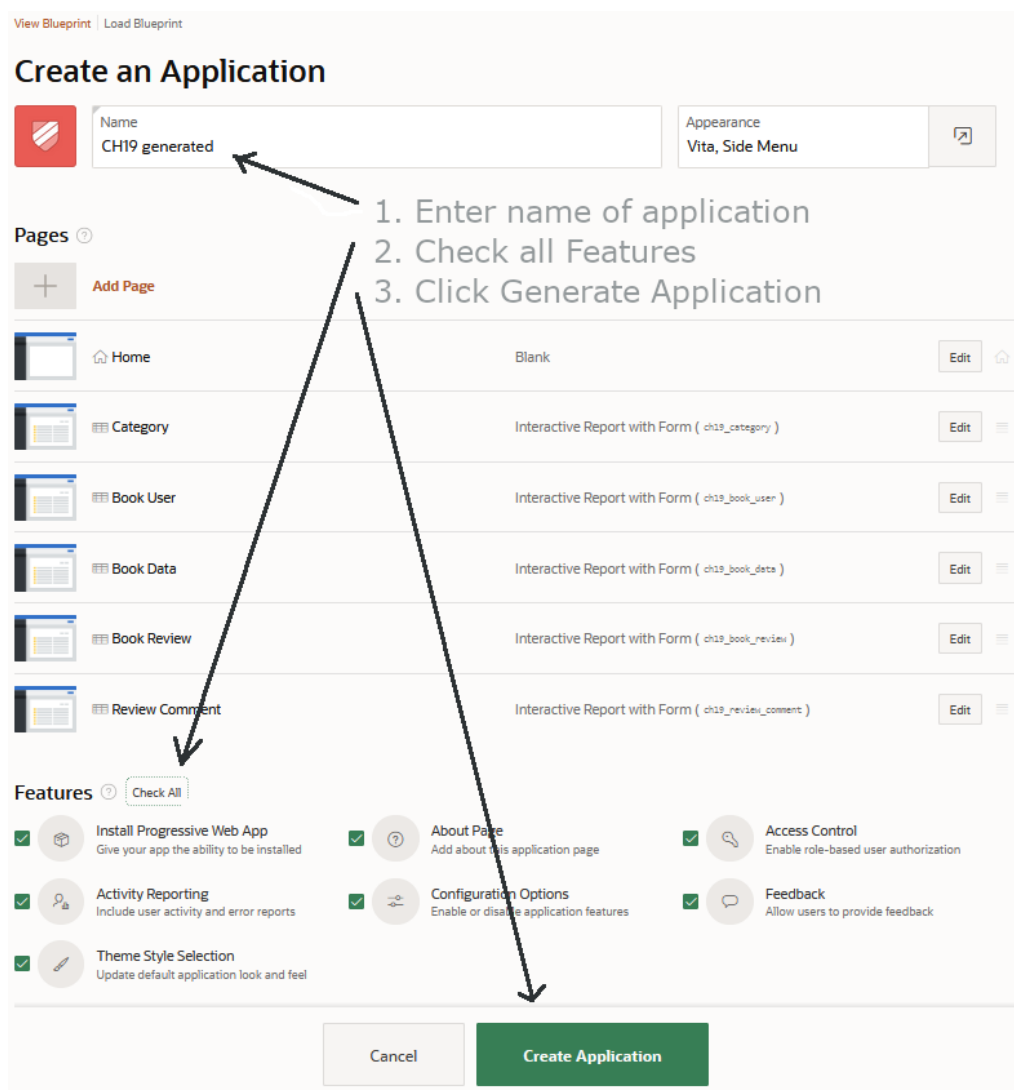 View Blueprint | Load Blueprint
Create an Application
Name
CH19 generated
Appearance
Vita, Side Menu
1. Enter name of application
2. Check all Features
3. Click Generate Application
Pages
Add Page
Home Blank Edit
Category Interactive Report with Form ( ch19_category ) Edit
Book User Interactive Report with Form ( ch19_book_user ) Edit
Book Data Interactive Report with Form ( ch19_book_data ) Edit
Book Review Interactive Report with Form ( ch19_book_review ) Edit
Review Comment Interactive Report with Form ( ch19_review_comment ) Edit
Features Check All
Install Progressive Web App
Give your app the ability to be installed
About Page
Add about this application page
Access Control
Enable role-based user authorization
Activity Reporting
Include user activity and error reports
Configuration Options
Enable or disable application features
Feedback
Allow users to provide feedback
Theme Style Selection
Update default application look and feel
Cancel
Create Application